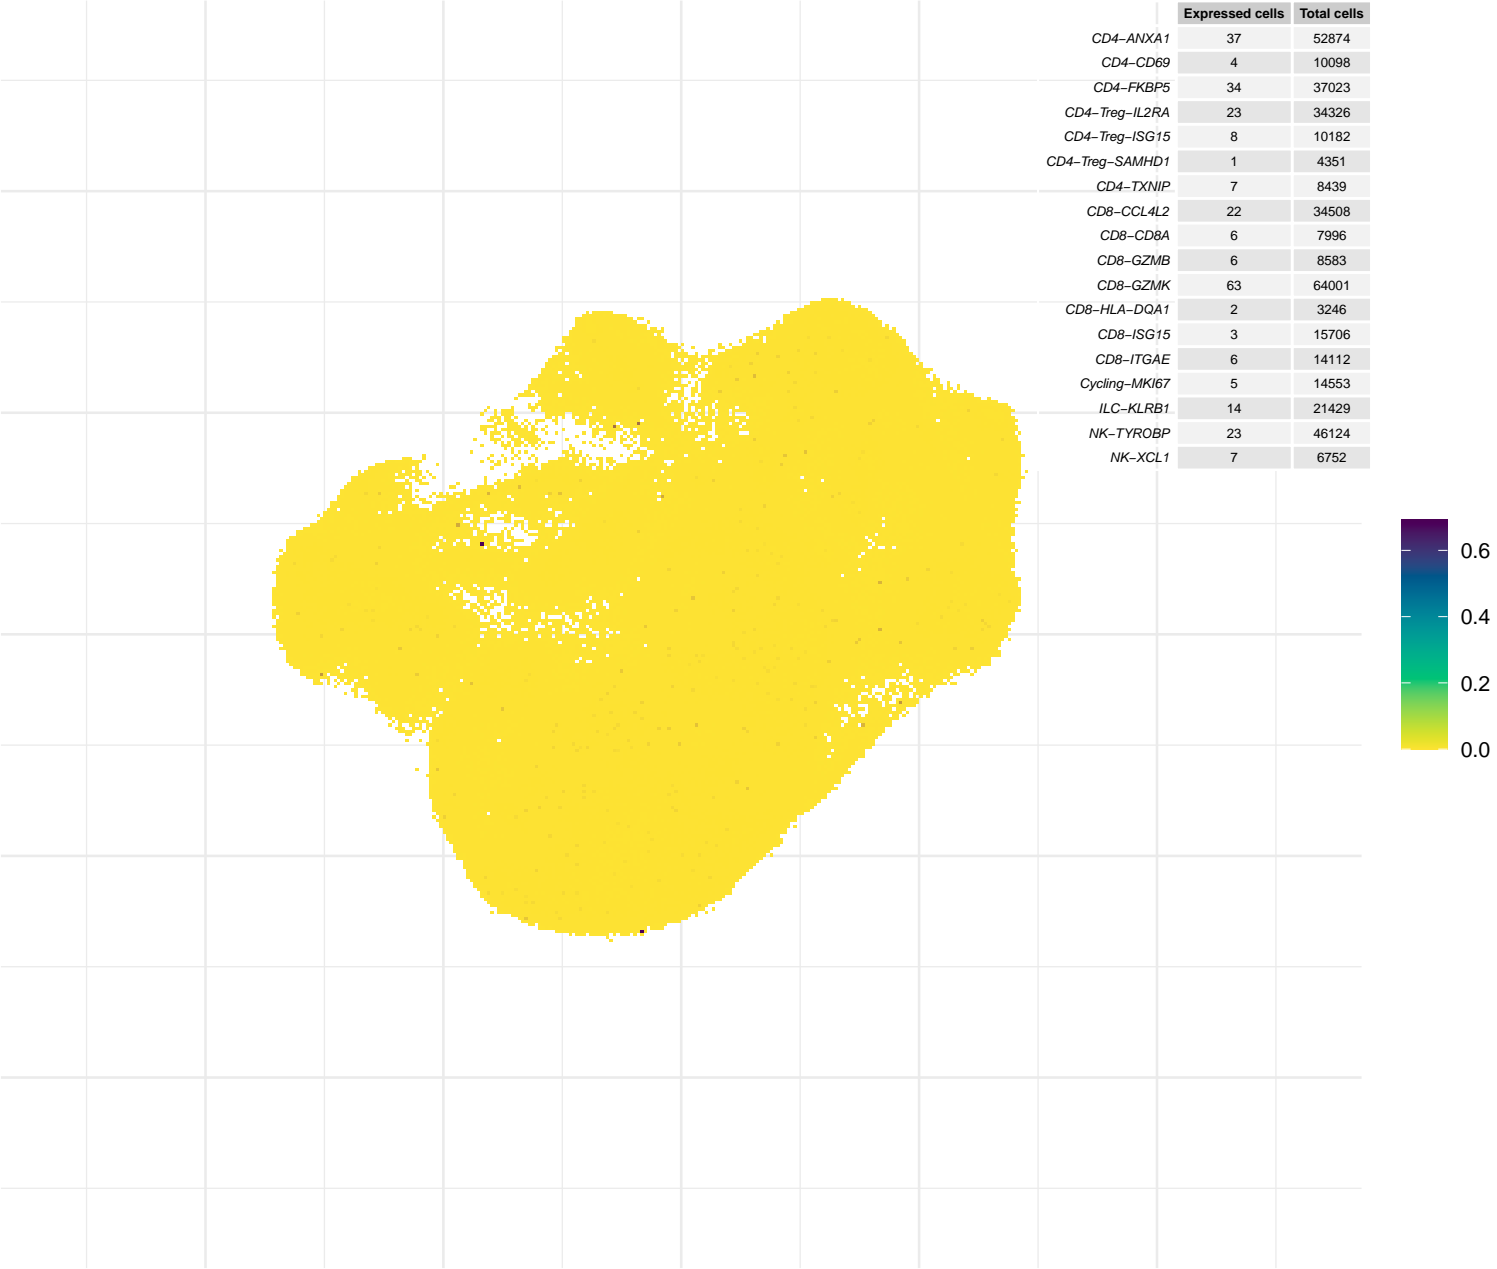 Expressed cells Total cells
CD4−ANXA1 37 52874
CD4−CD69 4 10098
CD4−FKBP5 34 37023
CD4−Treg−IL2RA 23 34326
CD4−Treg−ISG15 8 10182
CD4−Treg−SAMHD1 1 4351
CD4−TXNIP 7 8439
CD8−CCL4L2 22 34508
CD8−CD8A 6 7996
CD8−GZMB 6 8583
CD8−GZMK 63 64001
CD8−HLA−DQA1 2 3246
CD8−ISG15 3 15706
CD8−ITGAE 6 14112
Cycling−MKI67 5 14553
ILC−KLRB1 14 21429
NK−TYROBP 23 46124
NK−XCL1 7 6752
0.6
0.4
0.2
0.0